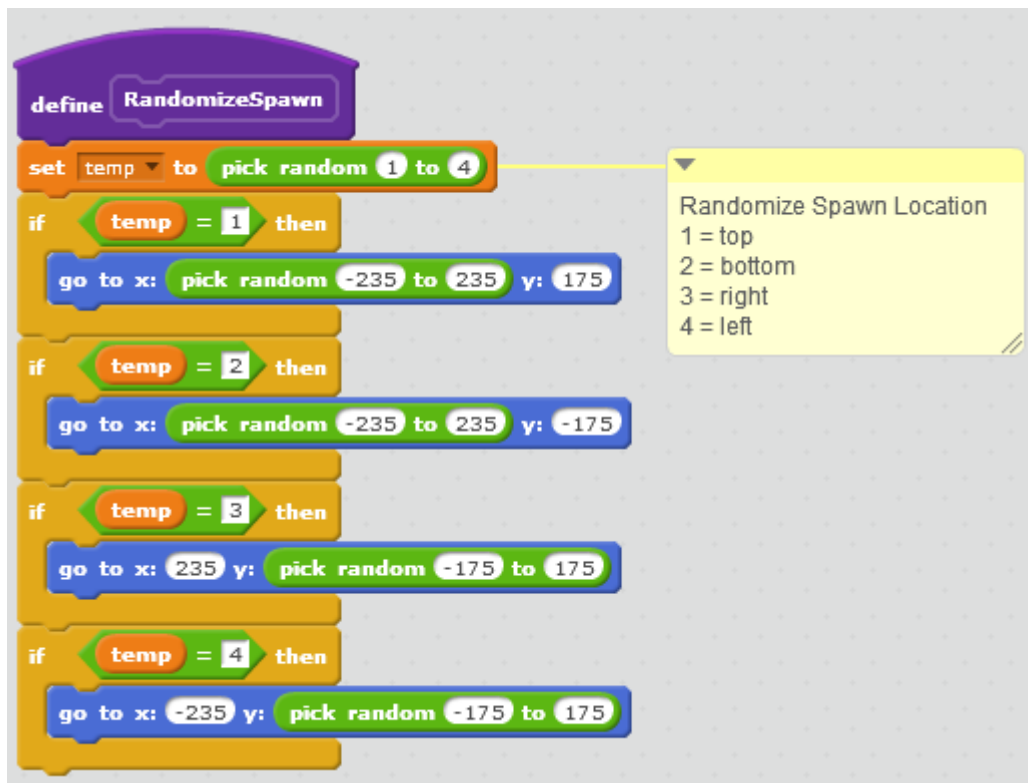 define RandomizeSpawn
set temp to pick random 1 to 4
if temp = 1 then
go to x: pick random -235 to 235 y: 175
if temp = 2 then
go to x: pick random -235 to 235 y: -175
if temp = 3 then
go to x: 235 y: pick random -175 to 175
if temp = 4 then
go to x: -235 y: pick random -175 to 175
Randomize Spawn Location
1 = top
2 = bottom
3 = right
4 = left